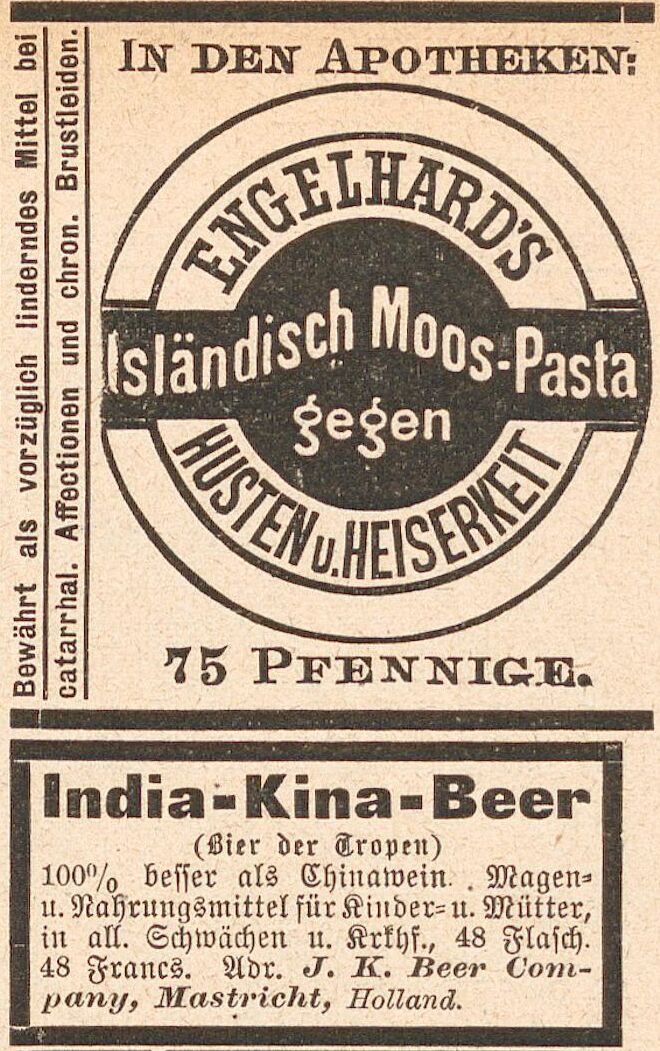 Bewährt als vorzüglich linderndes Mittel bei
catarrhal. Affectionen und chron. Brustleiden.
IN DEN APOTHEKEN:
ENGELHARD'S
Isländisch Moos-Pasta
gegen
HUSTEN u. HEISERKEIT
75 PFENNIGE.
India-Kina-Beer
(Bier der Tropen)
100% besser als Chinawein. Magen-
u. Nahrungsmittel für Kinder- u. Mütter,
in all. Schwächen u. Krkhf., 48 Flasch.
48 Francs. Adr. J. K. Beer Com-
pany, Mastricht, Holland.